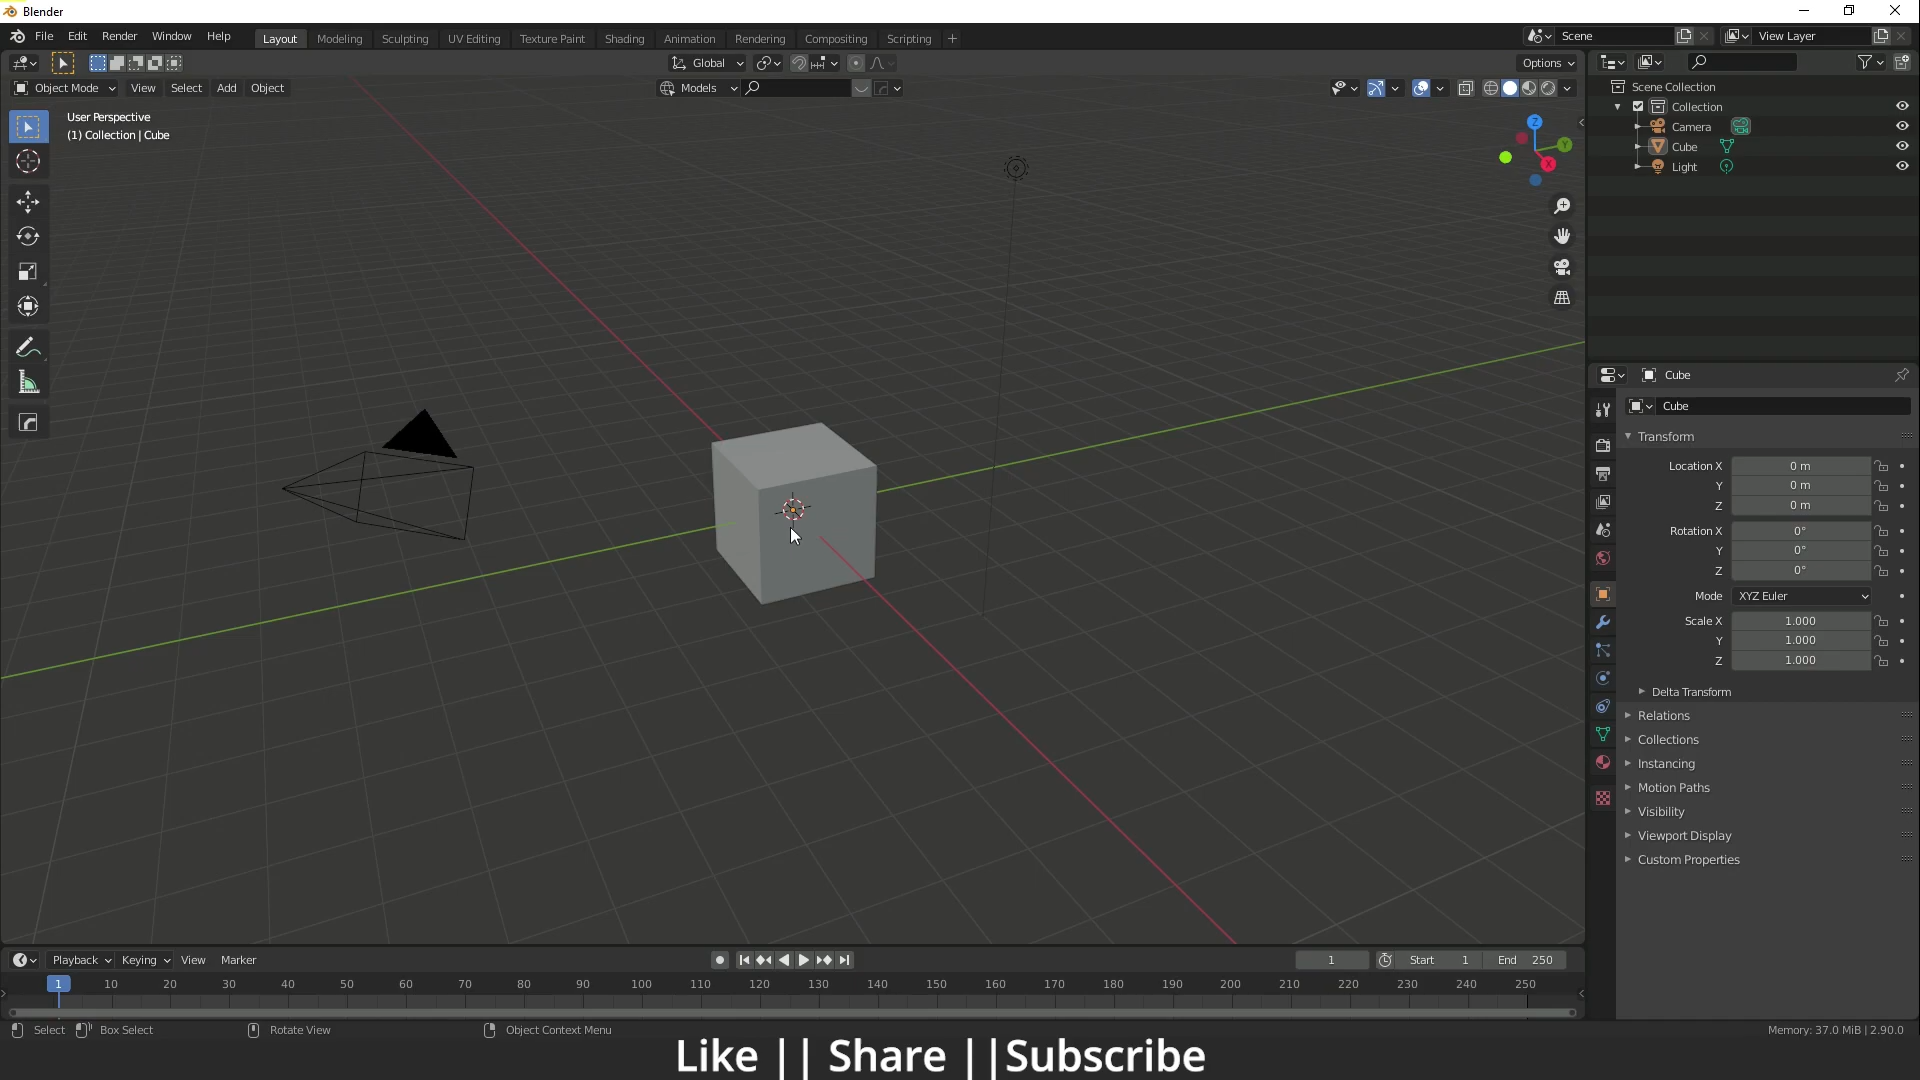 Blender
File Edit Render Window Help Layout Modeling Sculpting UV Editing Texture Paint Shading Animation Rendering Compositing Scripting + Scene View Layer
Global Options
Object Mode View Select Add Object Models
User Perspective
(1) Collection | Cube
Z
Y
X
Scene Collection
Collection
Camera
Cube
Light
Cube
Cube
Transform
Location X 0 m
Y 0 m
Z 0 m
Rotation X 0°
Y 0°
Z 0°
Mode XYZ Euler
Scale X 1.000
Y 1.000
Z 1.000
Delta Transform
Relations
Collections
Instancing
Motion Paths
Visibility
Viewport Display
Custom Properties
Playback Keying View Marker 1 Start 1 End 250
1 10 20 30 40 50 60 70 80 90 100 110 120 130 140 150 160 170 180 190 200 210 220 230 240 250
Select Box Select Rotate View Object Context Menu Memory: 37.0 MiB | 2.90.0
Like || Share ||Subscribe